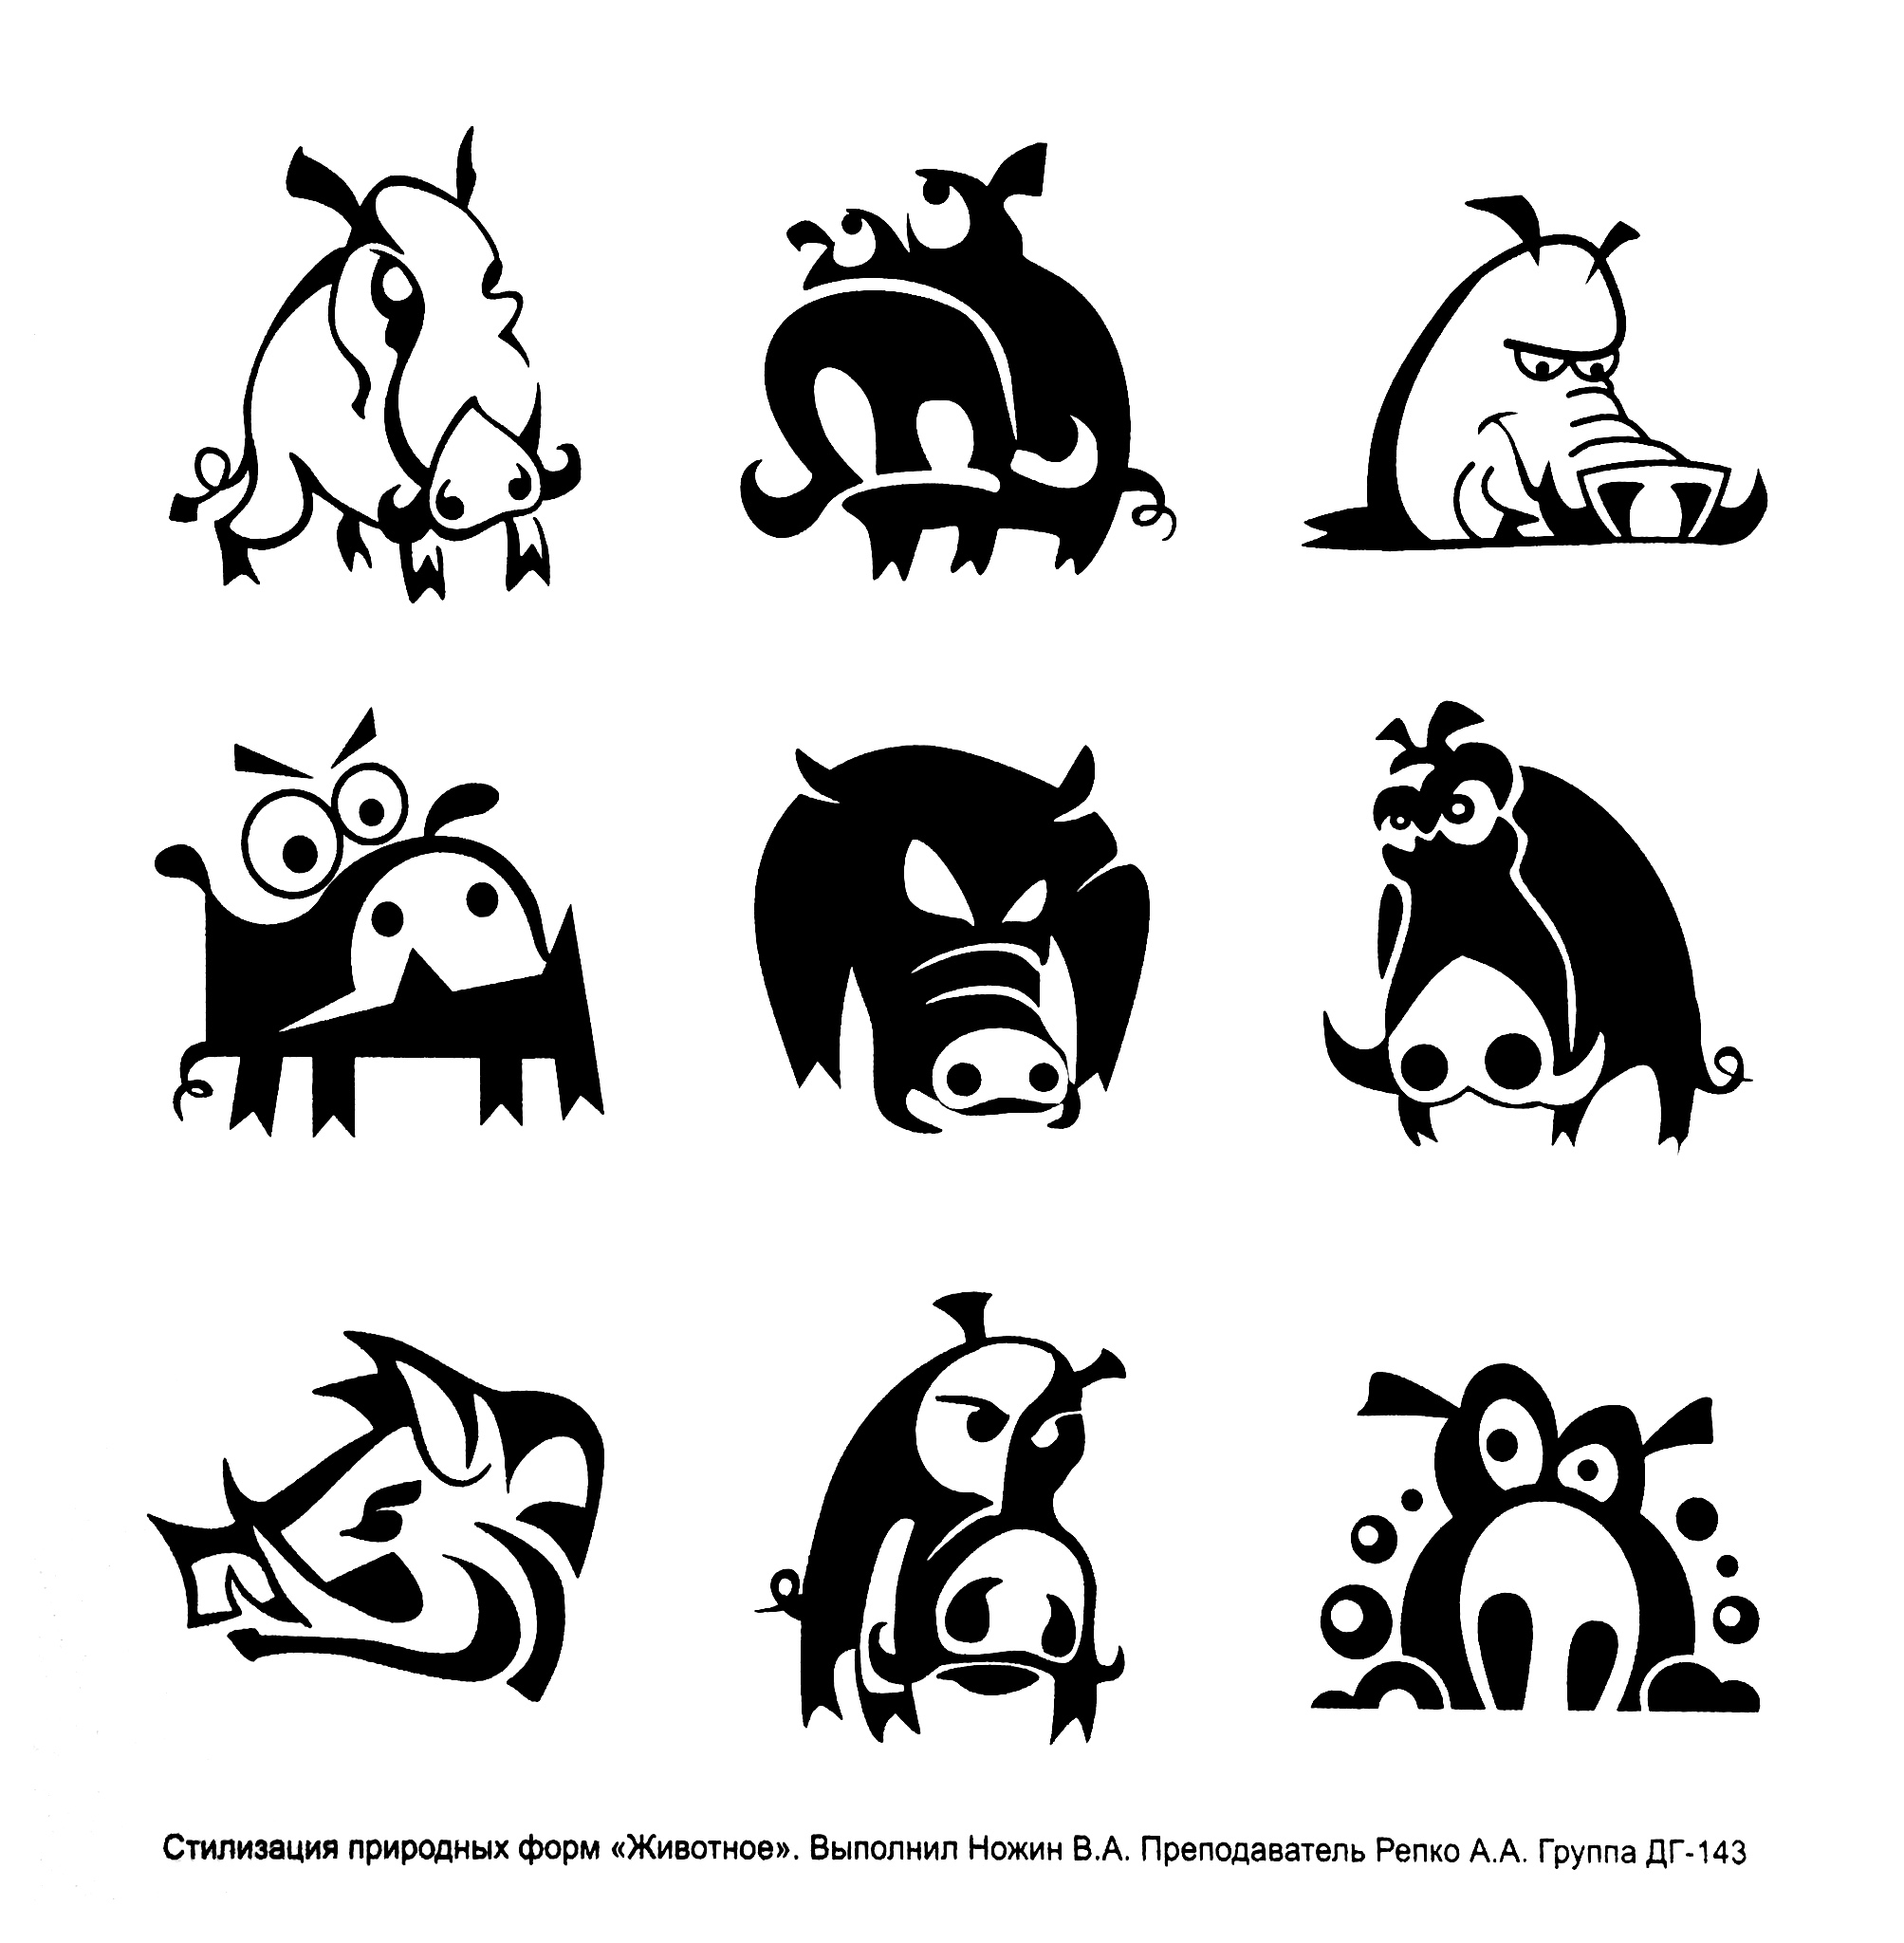 Стилизация природных форм «Животное». Выполнил Ножин В.А. Преподаватель Репко А.А. Группа ДГ-143